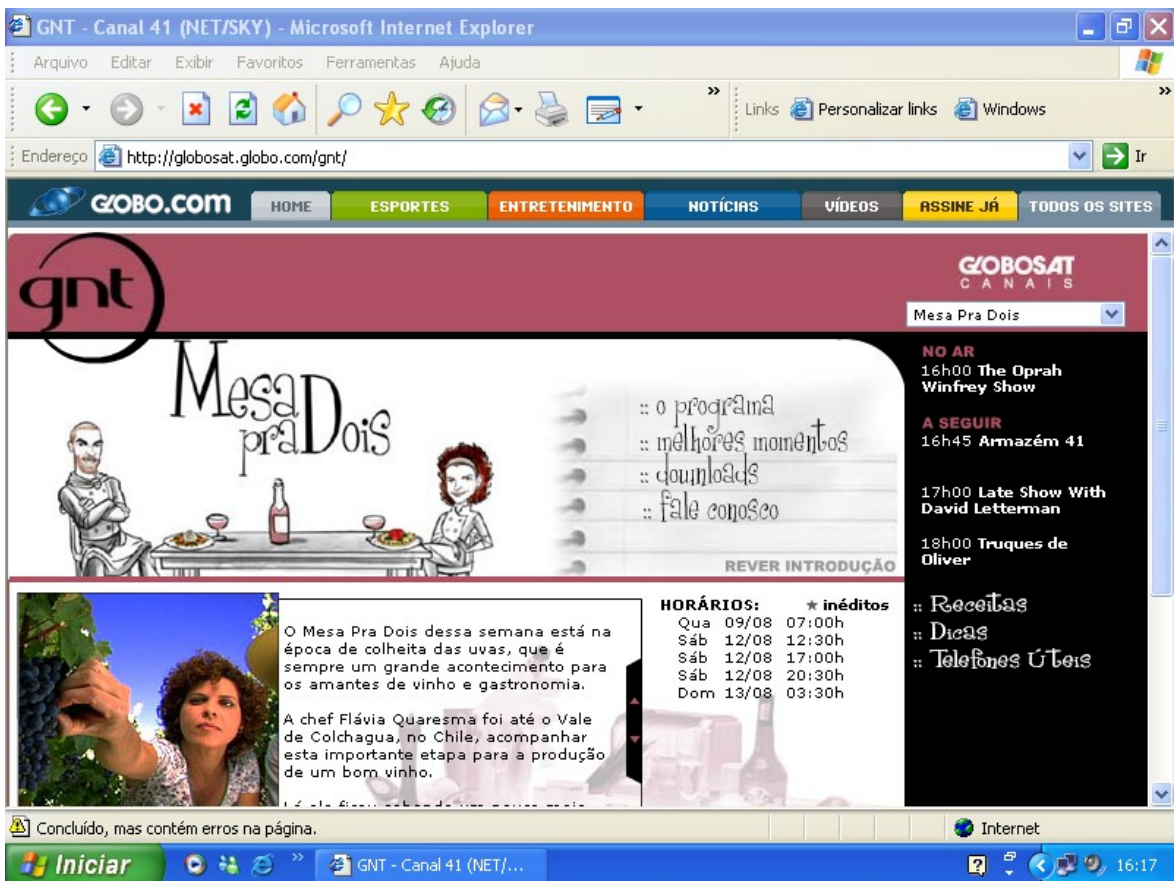 GNT - Canal 41 (NET/SKY) - Microsoft Internet Explorer
Arquivo Editar Exibir Favoritos Ferramentas Ajuda
» Links Personalizar links Windows »
Endereço http://globosat.globo.com/gnt/ Ir
GLOBO.COM HOME ESPORTES ENTRETENIMENTO NOTÍCIAS VÍDEOS ASSINE JÁ TODOS OS SITES
gnt
GLOBOSAT
CANAIS
Mesa Pra Dois
Mesa
pra Dois
:: o programa
:: melhores momentos
:: downloads
:: fale conosco
REVER INTRODUÇÃO
NO AR
16h00 The Oprah
Winfrey Show
A SEGUIR
16h45 Armazém 41
17h00 Late Show With
David Letterman
18h00 Truques de
Oliver
:: Receitas
:: Dicas
:: Telefones Úteis
O Mesa Pra Dois dessa semana está na
época de colheita das uvas, que é
sempre um grande acontecimento para
os amantes de vinho e gastronomia.
A chef Flávia Quaresma foi até o Vale
de Colchagua, no Chile, acompanhar
esta importante etapa para a produção
de um bom vinho.
HORÁRIOS: ★ inéditos
Qua 09/08 07:00h
Sáb 12/08 12:30h
Sáb 12/08 17:00h
Sáb 12/08 20:30h
Dom 13/08 03:30h
Concluído, mas contém erros na página. Internet
Iniciar » GNT - Canal 41 (NET/... 16:17